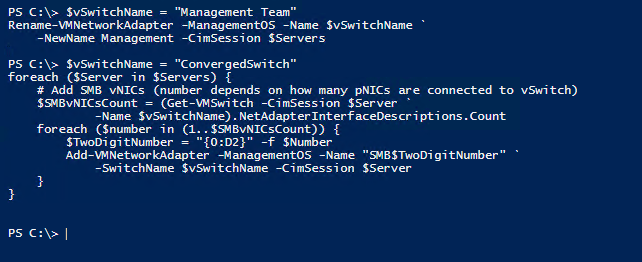 PS C:\> $vSwitchName = "Management Team"
Rename-VMNetworkAdapter -ManagementOS -Name $vSwitchName `
    -NewName Management -CimSession $Servers
PS C:\> $vSwitchName = "ConvergedSwitch"
foreach ($Server in $Servers) {
    # Add SMB vNICs (number depends on how many pNICs are connected to vSwitch)
    $SMBvNICsCount = (Get-VMSwitch -CimSession $Server `
            -Name $vSwitchName).NetAdapterInterfaceDescriptions.Count
    foreach ($number in (1..$SMBvNICsCount)) {
        $TwoDigitNumber = "{0:D2}" -f $Number
        Add-VMNetworkAdapter -ManagementOS -Name "SMB$TwoDigitNumber" `
            -SwitchName $vSwitchName -CimSession $Server
    }
}
PS C:\>